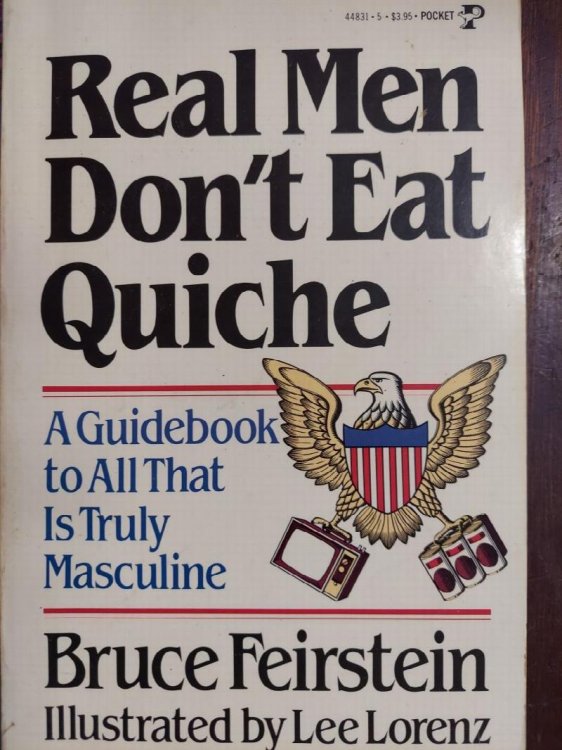 44831•5•$3.95•POCKET
Real Men
Don't Eat
Quiche
A Guidebook
to All That
Is Truly
Masculine
Bruce Feirstein
Illustrated by Lee Lorenz